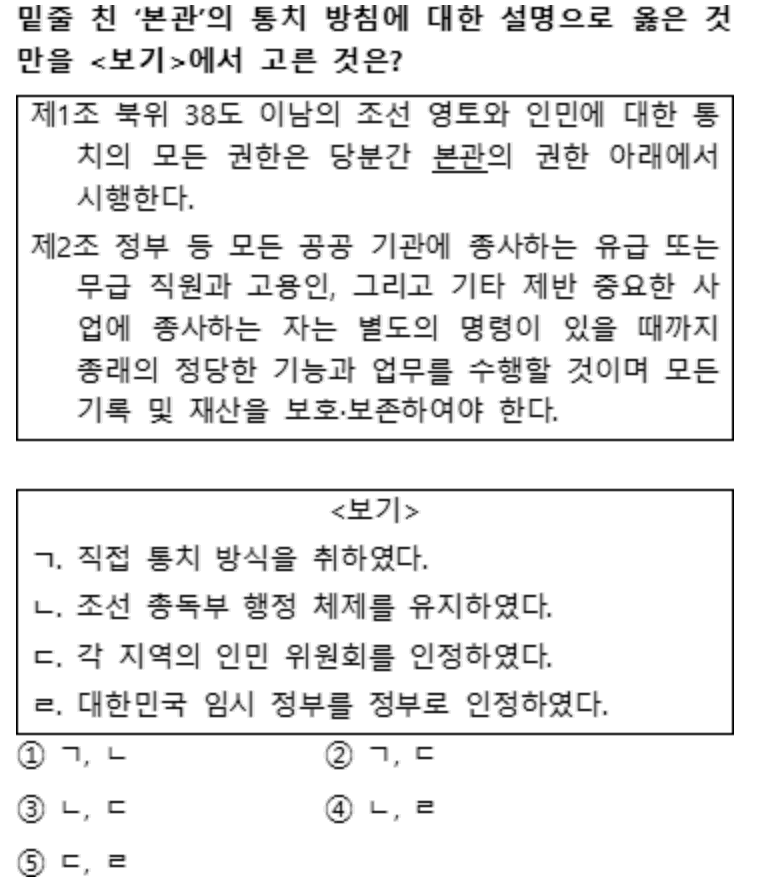 밑줄 친 ‘본관’의 통치 방침에 대한 설명으로 옳은 것
만을 <보기>에서 고른 것은?
제1조 북위 38도 이남의 조선 영토와 인민에 대한 통
치의 모든 권한은 당분간 본관의 권한 아래에서
시행한다.
제2조 정부 등 모든 공공 기관에 종사하는 유급 또는
무급 직원과 고용인, 그리고 기타 제반 중요한 사
업에 종사하는 자는 별도의 명령이 있을 때까지
종래의 정당한 기능과 업무를 수행할 것이며 모든
기록 및 재산을 보호·보존하여야 한다.
<보기>
ㄱ. 직접 통치 방식을 취하였다.
ㄴ. 조선 총독부 행정 체제를 유지하였다.
ㄷ. 각 지역의 인민 위원회를 인정하였다.
ㄹ. 대한민국 임시 정부를 정부로 인정하였다.
① ㄱ, ㄴ ② ㄱ, ㄷ
③ ㄴ, ㄷ ④ ㄴ, ㄹ
⑤ ㄷ, ㄹ